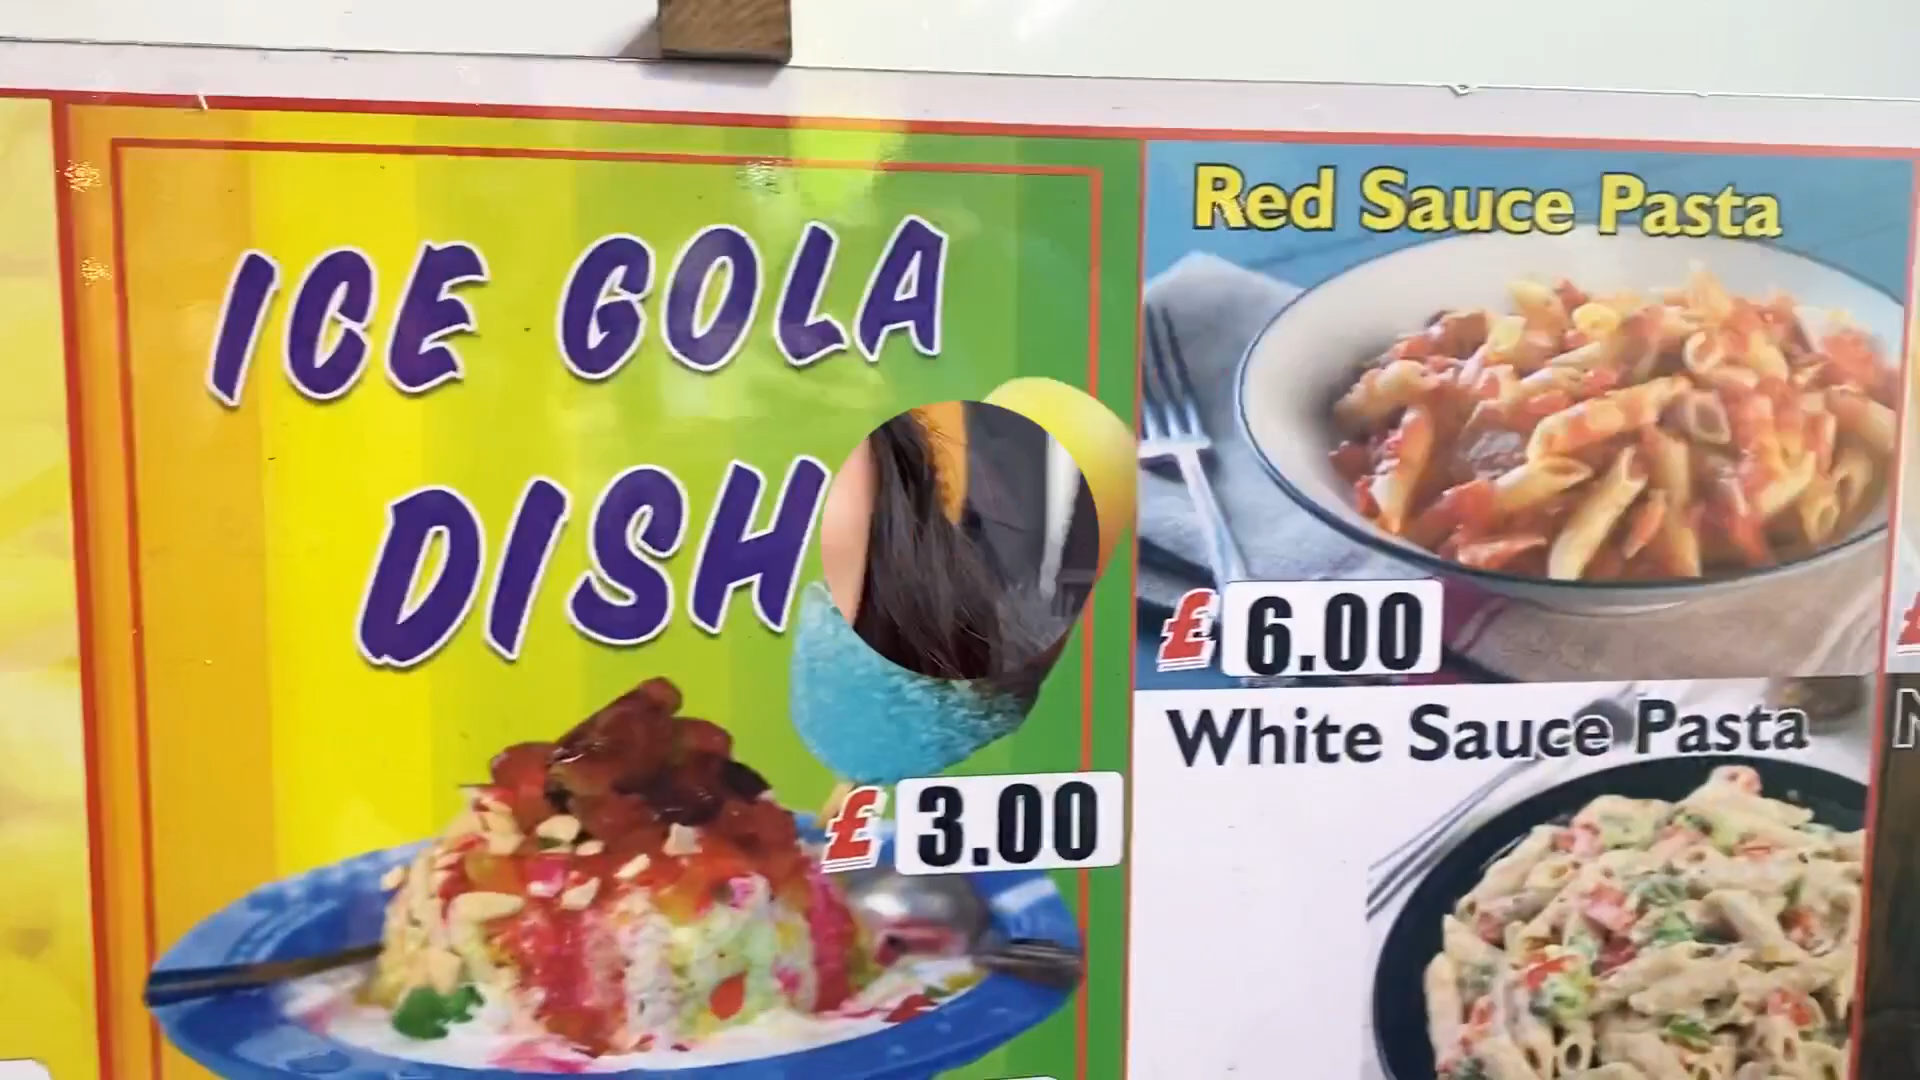 ICE GOLA
DISH
£ 3.00
Red Sauce Pasta
£ 6.00
White Sauce Pasta